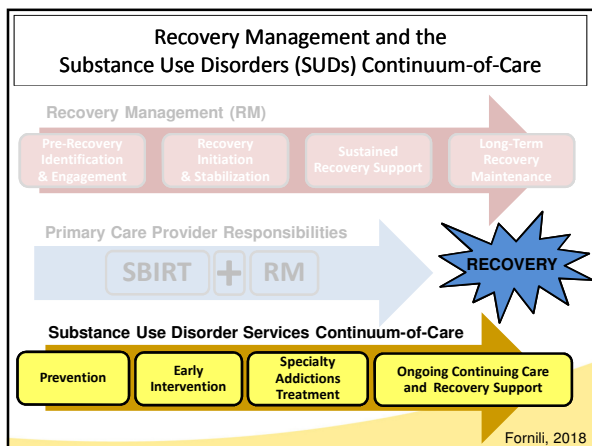 Recovery Management and the
Substance Use Disorders (SUDs) Continuum-of-Care
Recovery Management (RM)
Pre-Recovery
Identification
& Engagement
Recovery
Initiation
& Stabilization
Sustained
Recovery Support
Long-Term
Recovery
Maintenance
Primary Care Provider Responsibilities
SBIRT + RM
RECOVERY
Substance Use Disorder Services Continuum-of-Care
Prevention
Early
Intervention
Specialty
Addictions
Treatment
Ongoing Continuing Care
and Recovery Support
Fornili, 2018